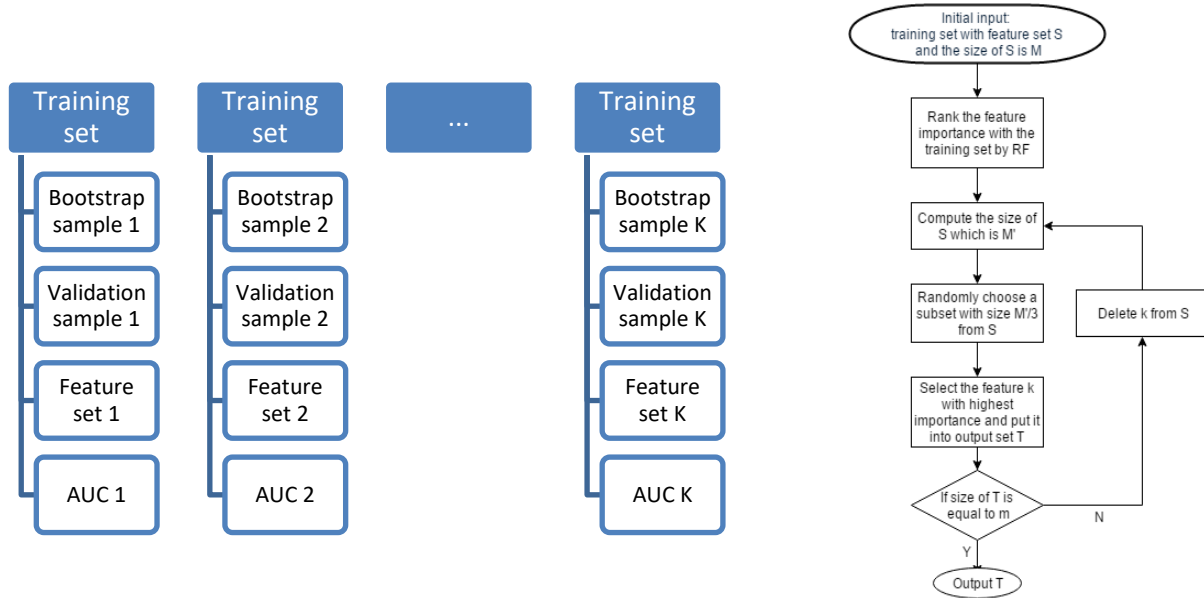 Training
set
Bootstrap
sample 1
Validation
sample 1
Feature
set 1
AUC 1
Training
set
Bootstrap
sample 2
Validation
sample 2
Feature
set 2
AUC 2
...
Training
set
Bootstrap
sample K
Validation
sample K
Feature
set K
AUC K
Initial input:
training set with feature set S
and the size of S is M
Rank the feature
importance with the
training set by RF
Compute the size of
S which is M'
Randomly choose a
subset with size M'/3
from S
Delete k from S
Select the feature k
with highest
importance and put it
into output set T
If size of T is
equal to m
N
Y
Output T